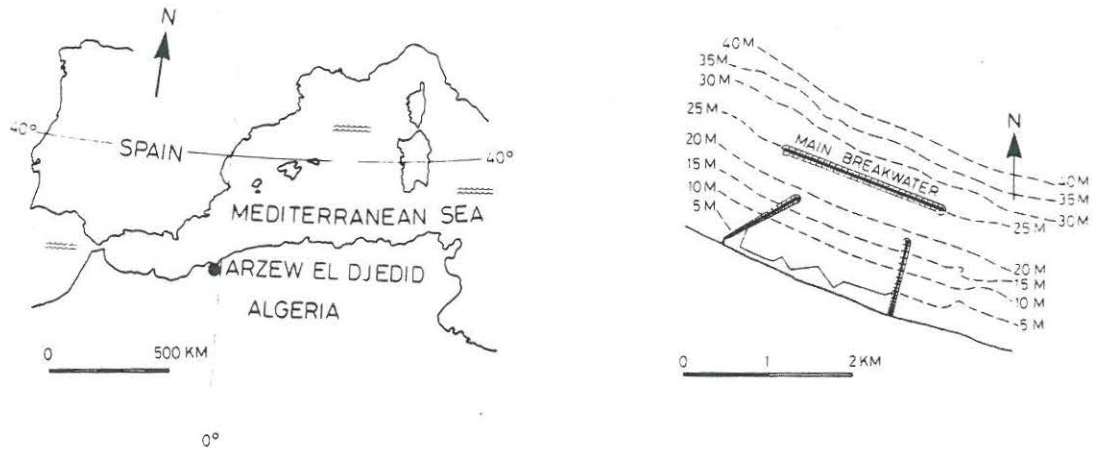 N
40°
SPAIN
40°
MEDITERRANEAN SEA
ARZEW EL DJEDID
ALGERIA
0 500 KM
0°
40 M
35 M
30 M
25 M
20 M
15 M
10 M
5 M
MAIN BREAKWATER
N
40 M
35 M
30 M
25 M
20 M
15 M
10 M
5 M
0 1 2 KM